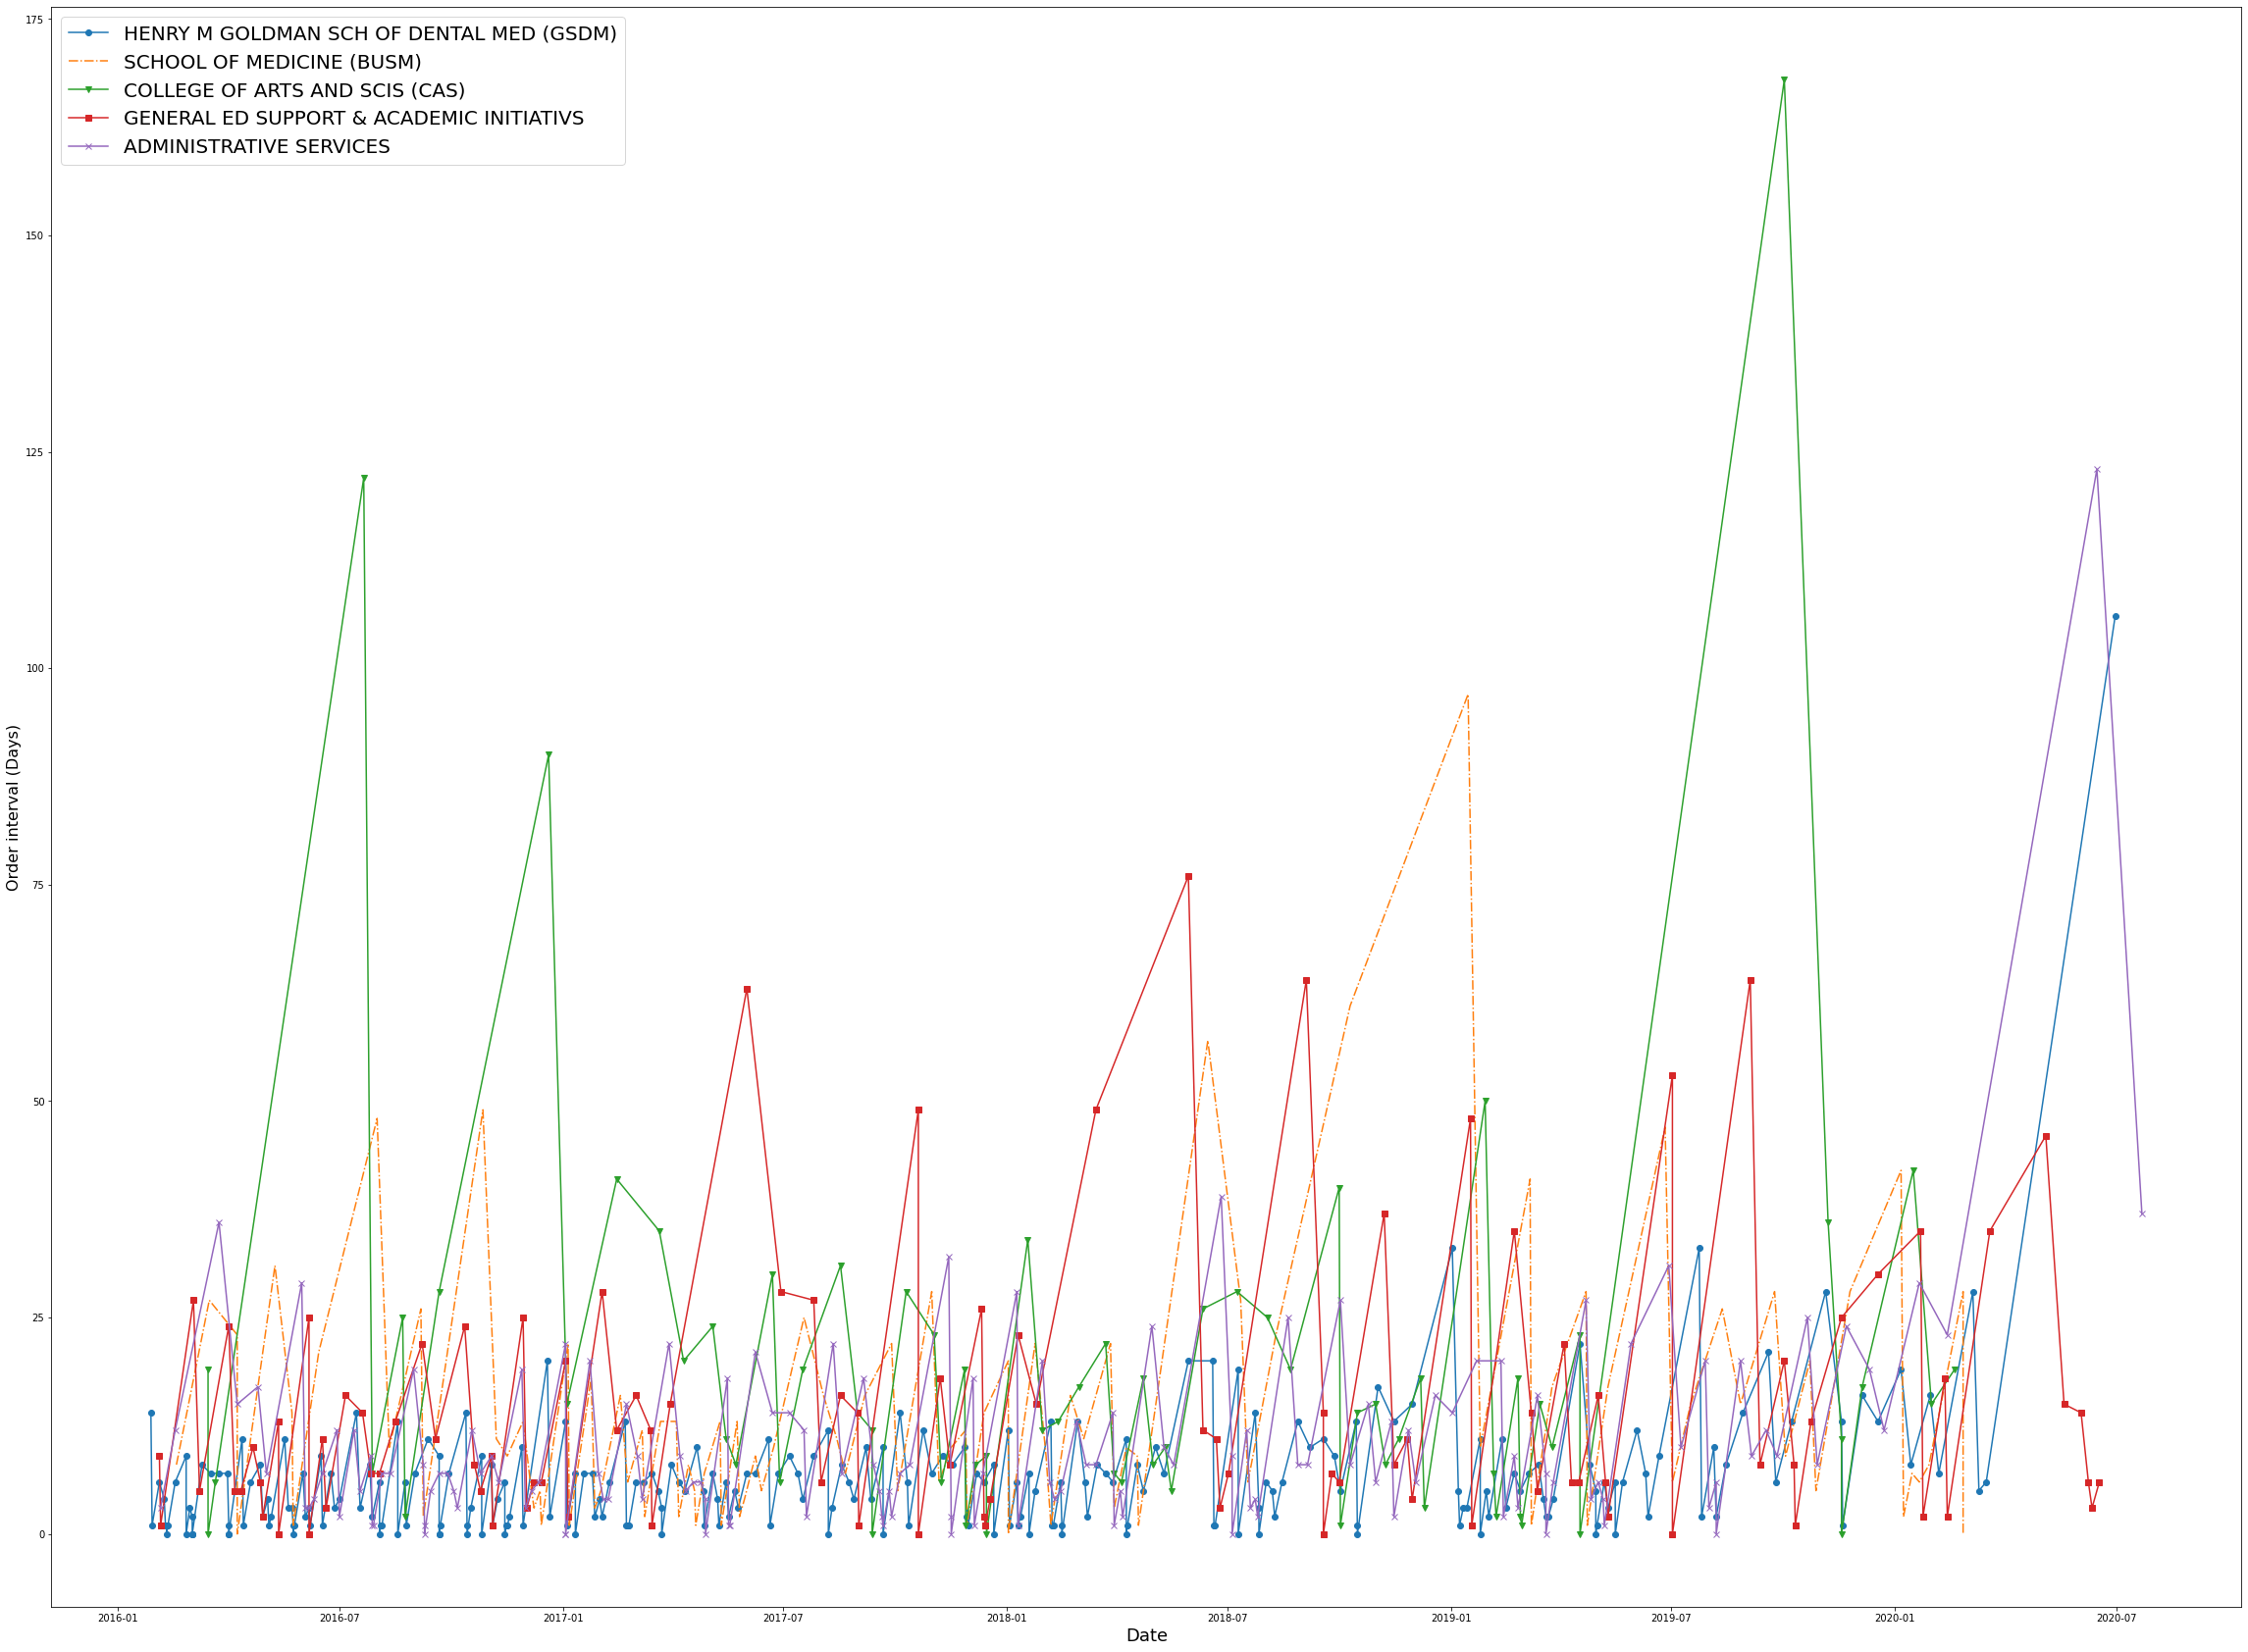 HENRY M GOLDMAN SCH OF DENTAL MED (GSDM)
SCHOOL OF MEDICINE (BUSM)
COLLEGE OF ARTS AND SCIS (CAS)
GENERAL ED SUPPORT & ACADEMIC INITIATIVS
ADMINISTRATIVE SERVICES
175
150
125
100
75
50
25
0
Order interval (Days)
2016-01 2016-07 2017-01 2017-07 2018-01 2018-07 2019-01 2019-07 2020-01 2020-07
Date